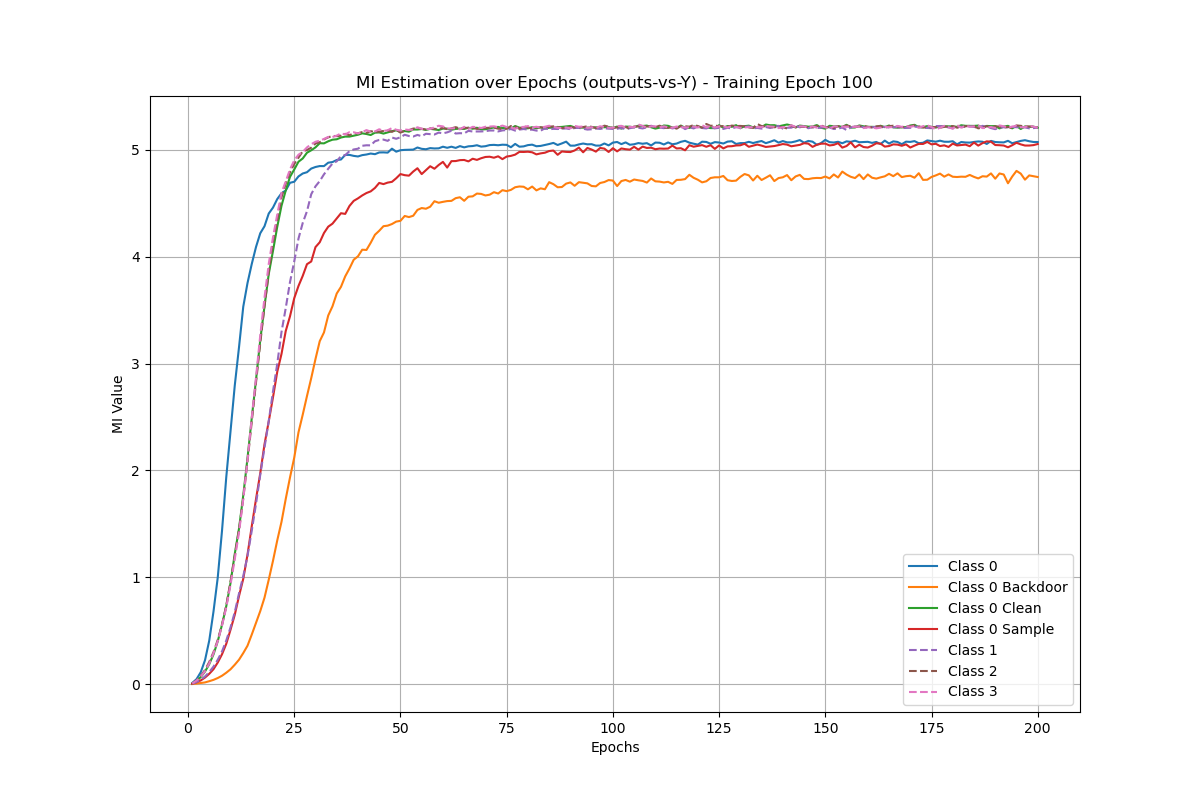 MI Estimation over Epochs (outputs-vs-Y) - Training Epoch 100
MI Value
5
4
3
2
1
0
0 25 50 75 100 125 150 175 200
Epochs
Class 0
Class 0 Backdoor
Class 0 Clean
Class 0 Sample
Class 1
Class 2
Class 3